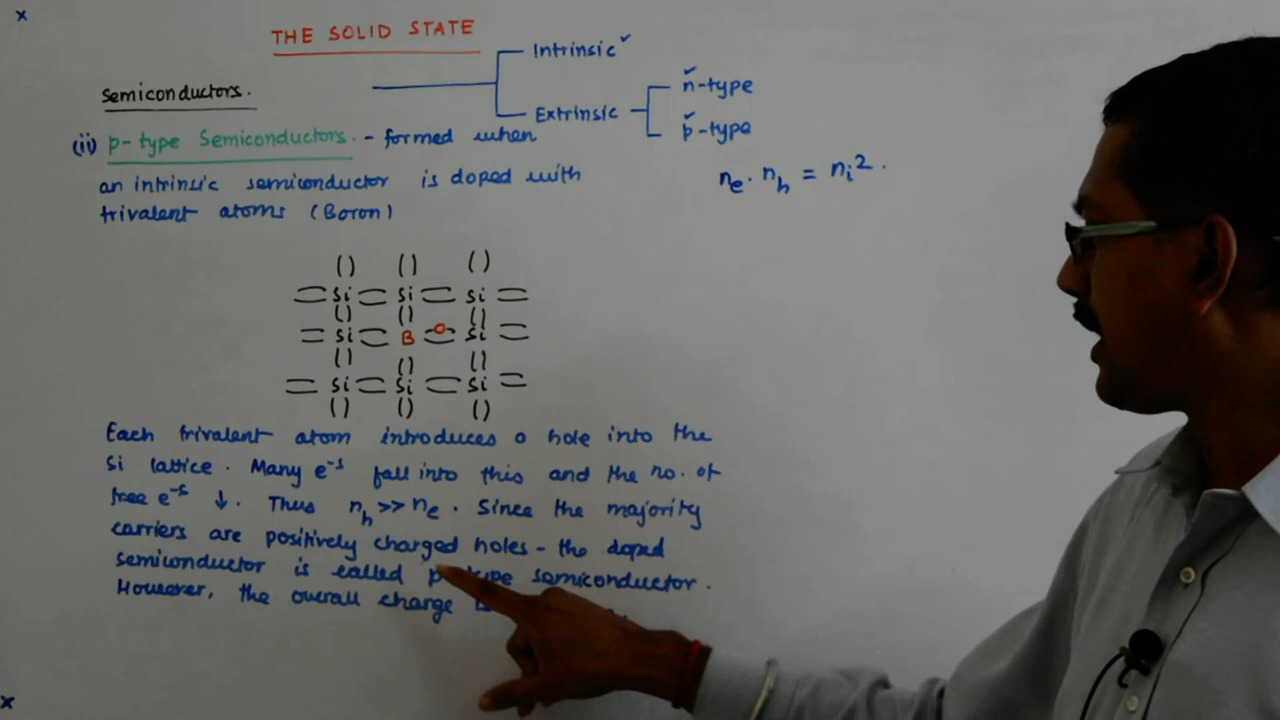 THE SOLID STATE
Intrinsic ✓
Semiconductors.
n-type
Extrinsic
p-type
(ii) p-type Semiconductors. - formed when
an intrinsic semiconductor is doped with
trivalent atoms (Boron)
nₑ. nₕ = nᵢ².
Si Si Si
Si B Si
Si Si Si
Each trivalent atom introduces a hole into the
Si lattice. Many e⁻ˢ fall into this and the no. of
free e⁻ˢ ↓. Thus nₕ >> nₑ. Since the majority
carriers are positively charged holes - the doped
semiconductor is called p type semiconductor.
However, the overall charge